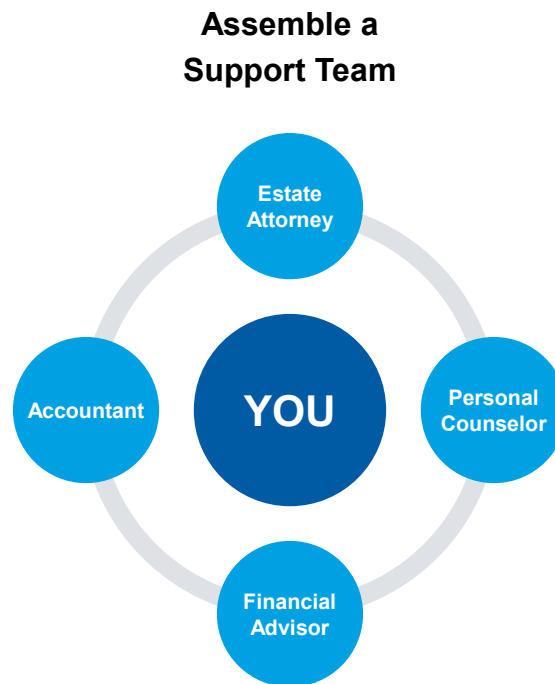 Assemble a
Support Team
Estate
Attorney
Accountant
YOU
Personal
Counselor
Financial
Advisor